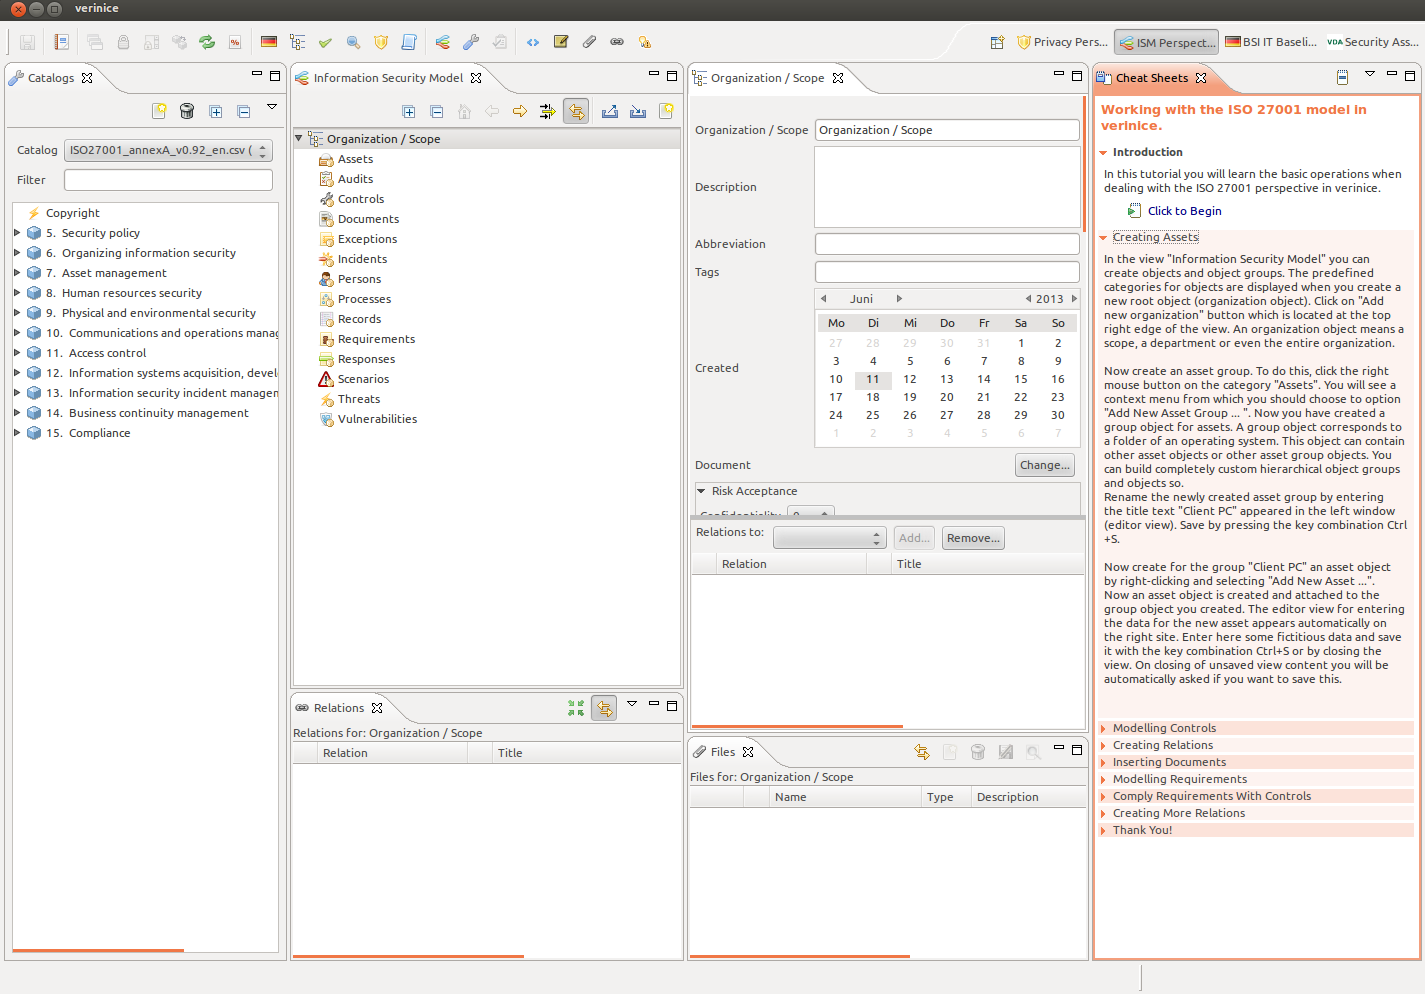 verinice
Privacy Pers...
ISM Perspect...
BSI IT Baseli...
VDA Security Ass...
Catalogs
Catalog
ISO27001_annexA_v0.92_en.csv (
Filter
Copyright
5. Security policy
6. Organizing information security
7. Asset management
8. Human resources security
9. Physical and environmental security
10. Communications and operations manag
11. Access control
12. Information systems acquisition, devel
13. Information security incident managem
14. Business continuity management
15. Compliance
Information Security Model
Organization / Scope
Assets
Audits
Controls
Documents
Exceptions
Incidents
Persons
Processes
Records
Requirements
Responses
Scenarios
Threats
Vulnerabilities
Relations
Relations for: Organization / Scope
Relation Title
Organization / Scope
Organization / Scope Organization / Scope
Description
Abbreviation
Tags
Created
Juni 2013
Mo Di Mi Do Fr Sa So
27 28 29 30 31 1 2
3 4 5 6 7 8 9
10 11 12 13 14 15 16
17 18 19 20 21 22 23
24 25 26 27 28 29 30
1 2 3 4 5 6 7
Document Change...
Risk Acceptance
Confidentiality 0
Relations to: Add... Remove...
Relation Title
Files
Files for: Organization / Scope
Name Type Description
Cheat Sheets
Working with the ISO 27001 model in
verinice.
Introduction
In this tutorial you will learn the basic operations when
dealing with the ISO 27001 perspective in verinice.
Click to Begin
Creating Assets
In the view "Information Security Model" you can
create objects and object groups. The predefined
categories for objects are displayed when you create a
new root object (organization object). Click on "Add
new organization" button which is located at the top
right edge of the view. An organization object means a
scope, a department or even the entire organization.
Now create an asset group. To do this, click the right
mouse button on the category "Assets". You will see a
context menu from which you should choose to option
"Add New Asset Group ... ". Now you have created a
group object for assets. A group object corresponds to
a folder of an operating system. This object can contain
other asset objects or other asset group objects. You
can build completely custom hierarchical object groups
and objects so.
Rename the newly created asset group by entering
the title text "Client PC" appeared in the left window
(editor view). Save by pressing the key combination Ctrl
+S.
Now create for the group "Client PC" an asset object
by right-clicking and selecting "Add New Asset ...".
Now an asset object is created and attached to the
group object you created. The editor view for entering
the data for the new asset appears automatically on
the right site. Enter here some fictitious data and save
it with the key combination Ctrl+S or by closing the
view. On closing of unsaved view content you will be
automatically asked if you want to save this.
Modelling Controls
Creating Relations
Inserting Documents
Modelling Requirements
Comply Requirements With Controls
Creating More Relations
Thank You!